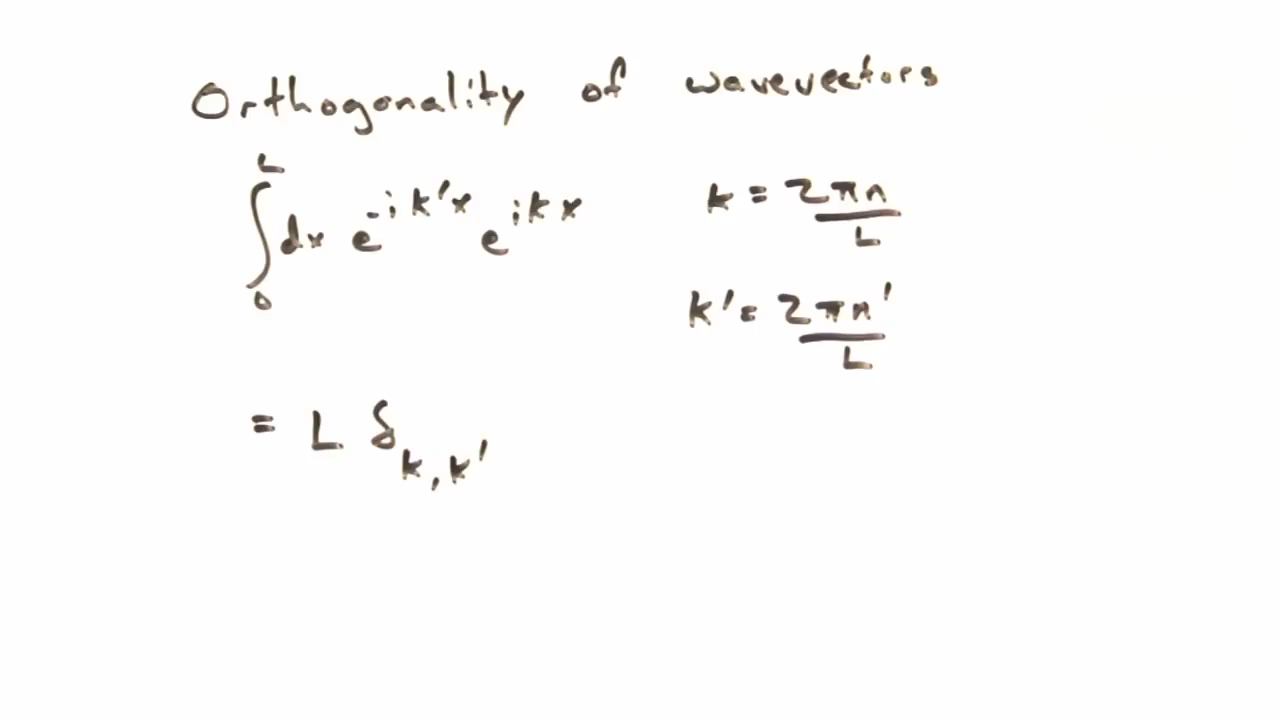 Orthogonality of wavevectors
∫₀ᴸ dx e^{-ik'x} e^{ikx}
k = 2πn/L
k' = 2πn'/L
= L δ_{k,k'}